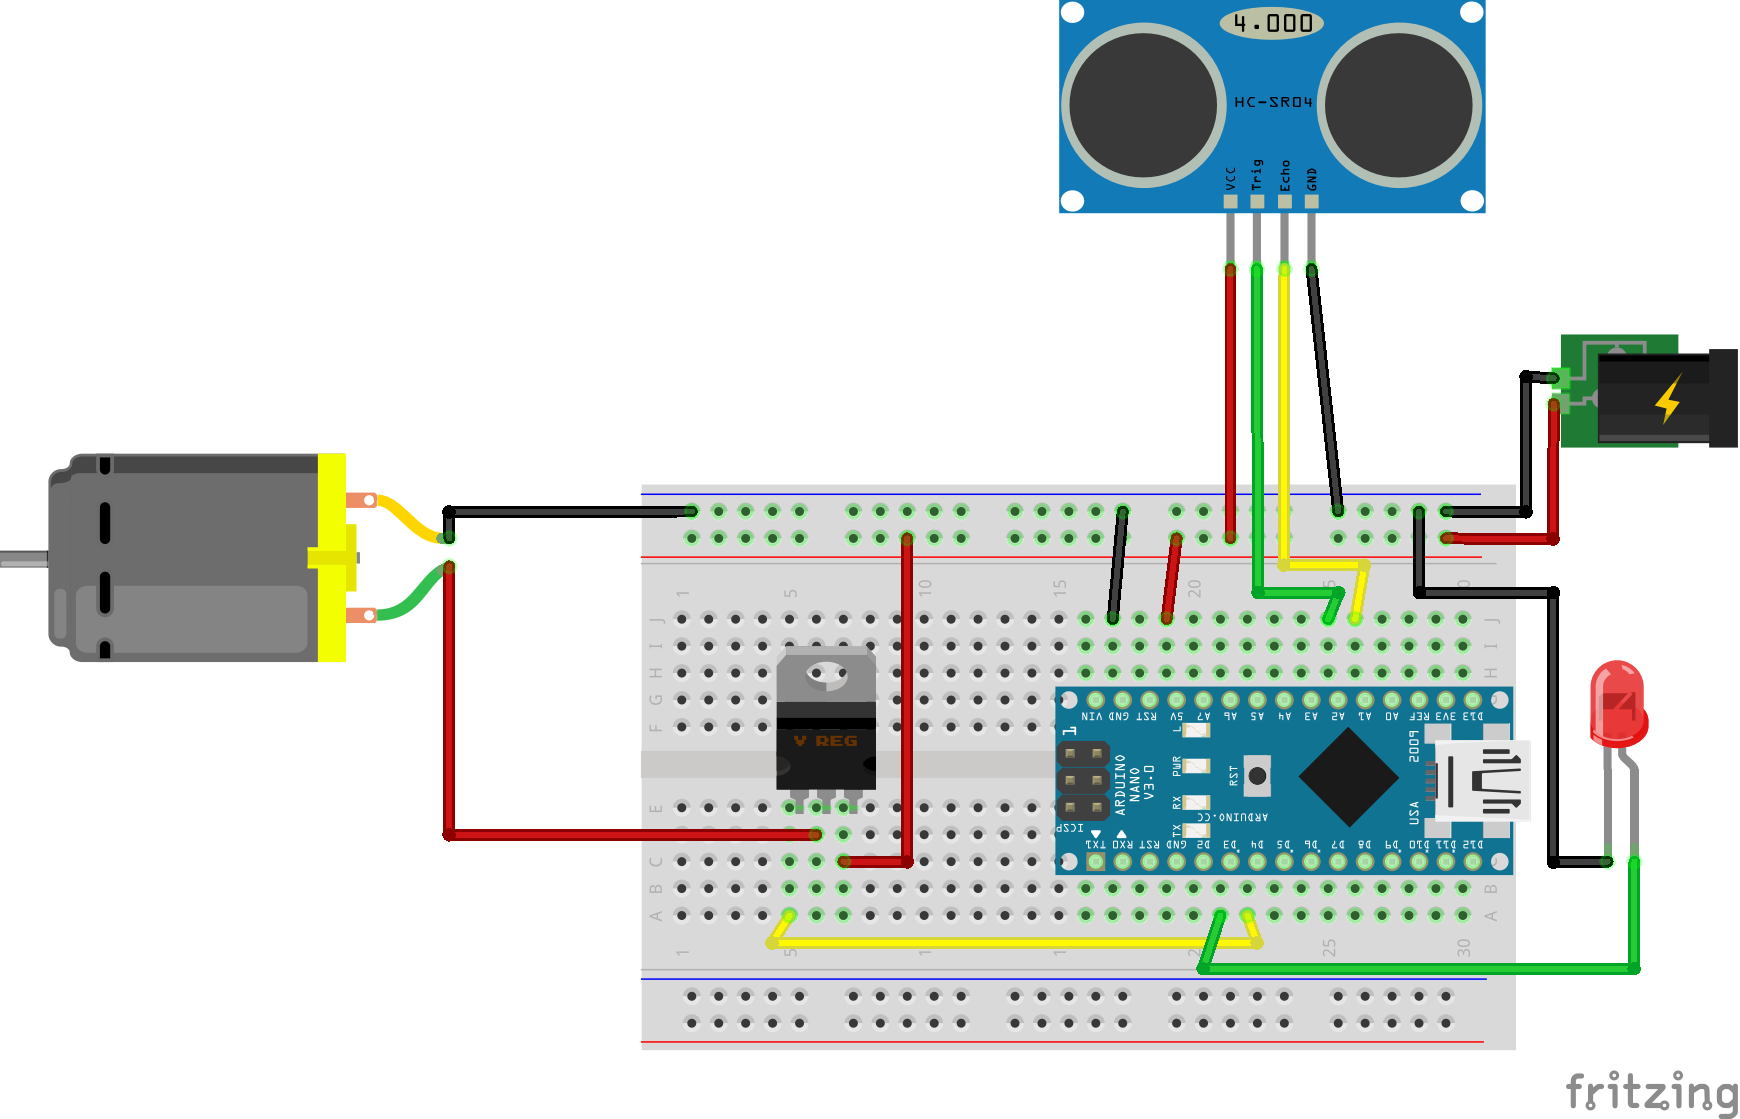 4.000
HC-SR04
VCC Trig Echo GND
1 5 10 15 20
J J
I I
H H
G
F
V REG
VIN GND RST 5V A7 A6 A5 A4 A3 A2 A1 A0 REF 3V3 D13
1
L
PWR
RX
TX
RST
ARDUINO
NANO
V3.0
ICSP
ARDUINO.CC
USA
TX1 RX0 RST GND D2 D3 D4 D5 D6 D7 D8 D9 D10 D11 D12
E
C
B B
A A
1 5 25 30
fritzing